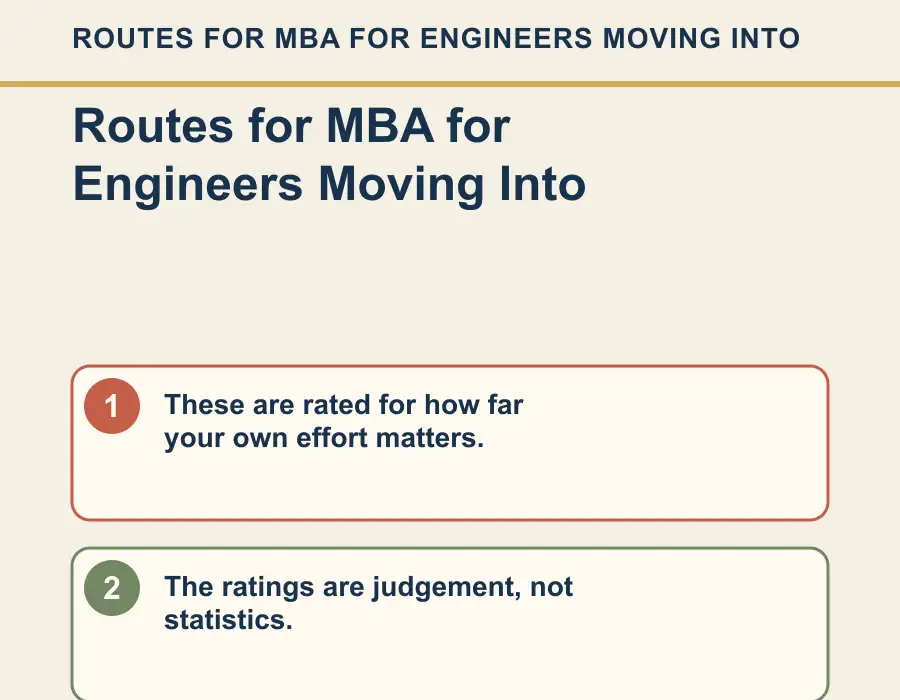 ROUTES FOR MBA FOR ENGINEERS MOVING INTO
Routes for MBA for
Engineers Moving Into
1
These are rated for how far
your own effort matters.
2
The ratings are judgement, not
statistics.